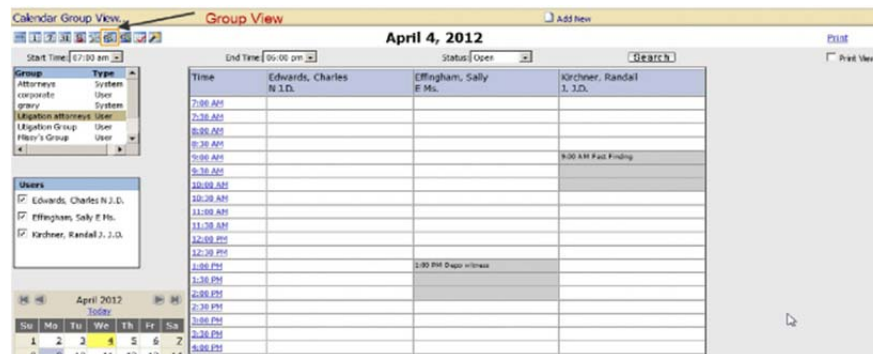 Calendar Group View.
Group View
Add New
April 4, 2012
Print
Start Time: 07:00 am
End Time: 06:00 pm
Status: Open
Search
Print View
Group Type
Attorneys System
corporate User
gravy System
Litigation attorneys User
Litigation Group User
Missy's Group User
Users
Edwards, Charles N J.D.
Effingham, Sally E Ms.
Kirchner, Randall J. J.D.
April 2012
Today
Su Mo Tu We Th Fr Sa
1 2 3 4 5 6 7
Time
Edwards, Charles
N J.D.
Effingham, Sally
E Ms.
Kirchner, Randall
J. J.D.
7:00 AM
7:30 AM
8:00 AM
8:30 AM
9:00 AM 9:00 AM Fact Finding
9:30 AM
10:00 AM
10:30 AM
11:00 AM
11:30 AM
12:00 PM
12:30 PM
1:00 PM 1:00 PM Depo witness
1:30 PM
2:00 PM
2:30 PM
3:00 PM
3:30 PM
4:00 PM